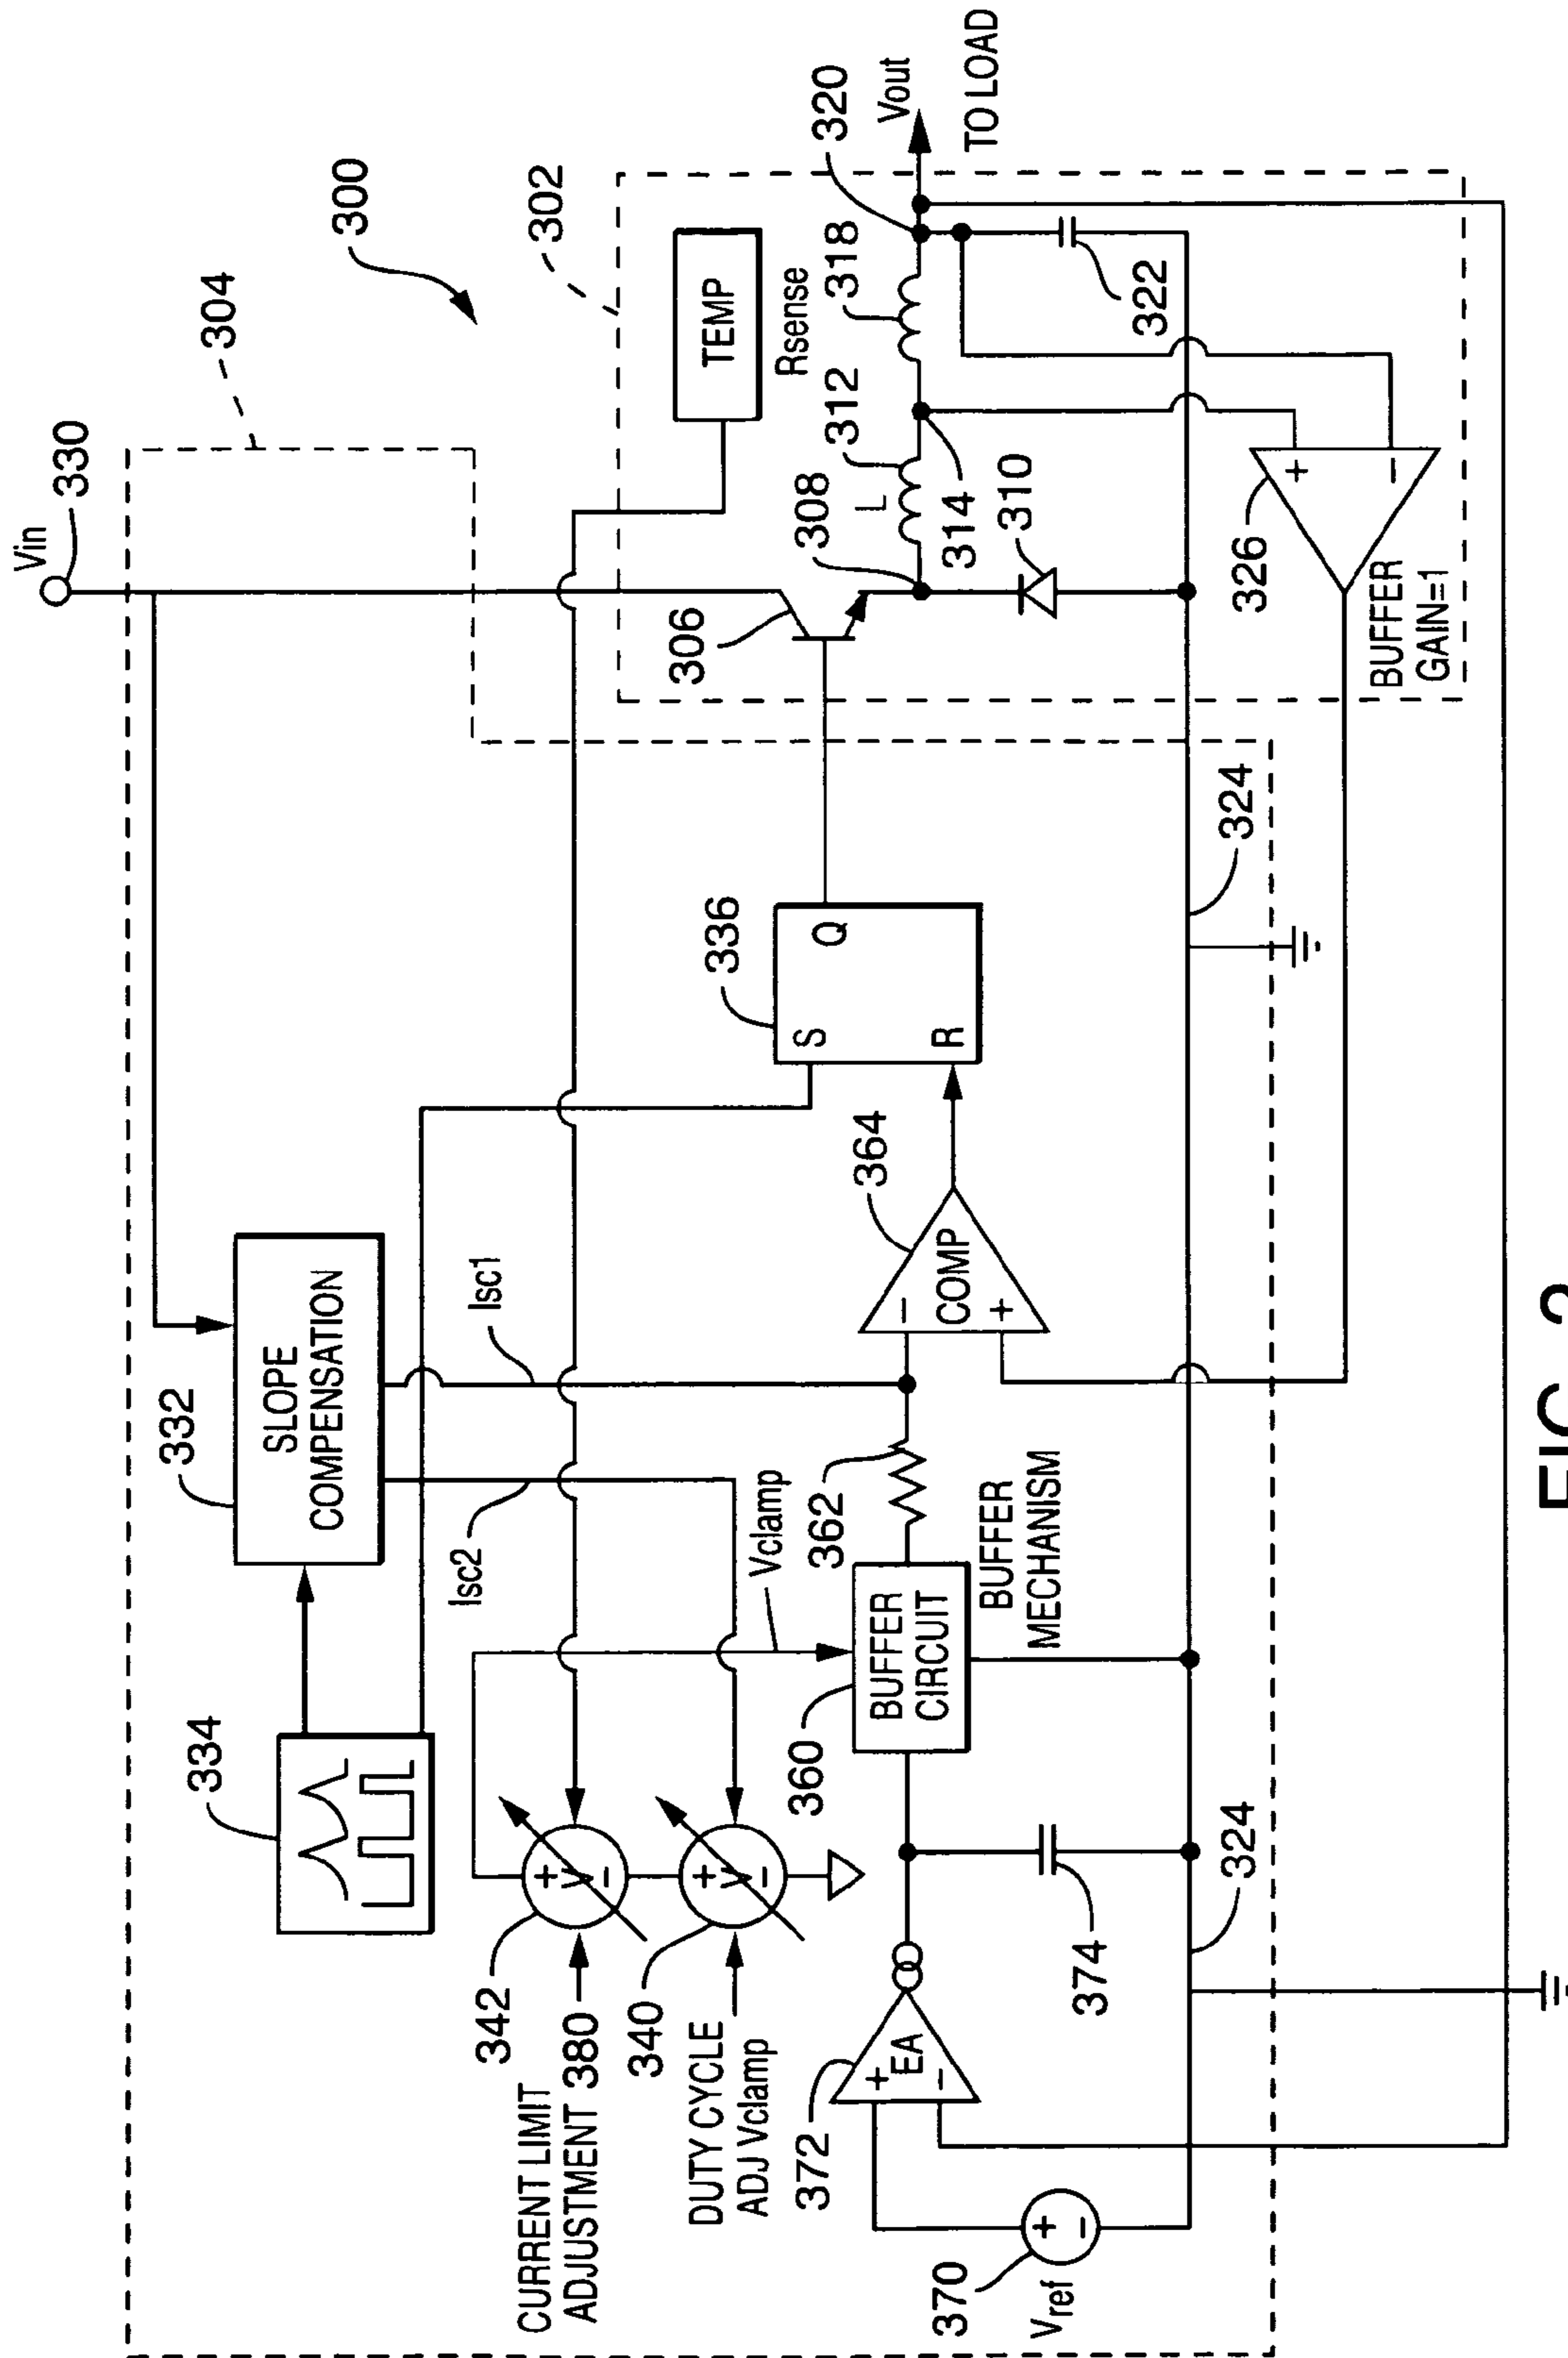 Vin
330
304
300
302
332
SLOPE
COMPENSATION
334
Isc1
Isc2
TEMP
Rsense
306
308
L
312
314
310
318
320
Vout
TO LOAD
322
326
+
−
BUFFER
GAIN=1
336
S
Q
R
364
−
COMP
+
324
342
+
V
−
CURRENT LIMIT
ADJUSTMENT 380
340
+
V
−
DUTY CYCLE
ADJ Vclamp
Vclamp
360
BUFFER
CIRCUIT
BUFFER
MECHANISM
362
372
+
EA
−
374
324
370
+
−
Vref